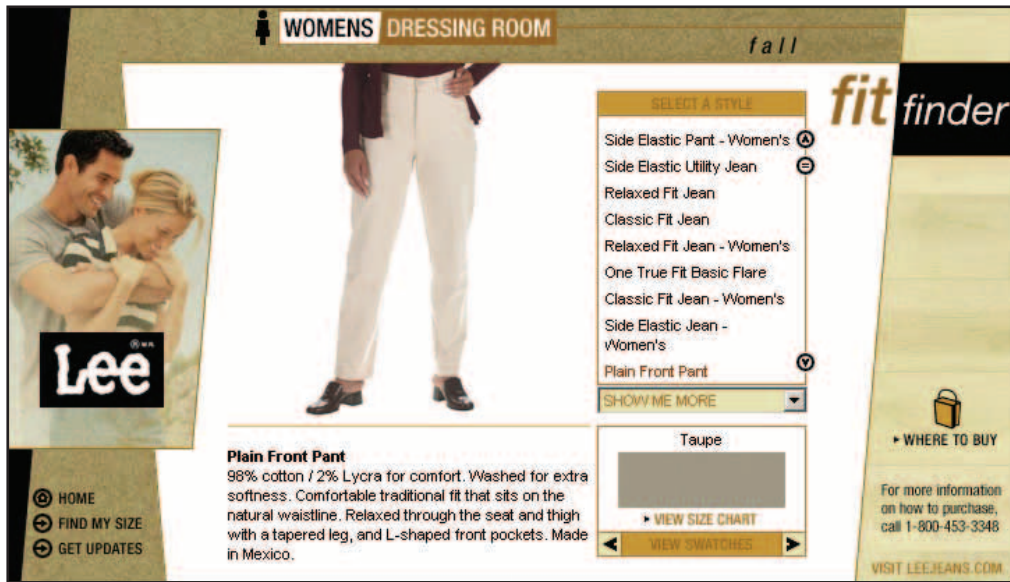 WOMENS DRESSING ROOM
fall
fit finder
SELECT A STYLE
Side Elastic Pant - Women's
Side Elastic Utility Jean
Relaxed Fit Jean
Classic Fit Jean
Relaxed Fit Jean - Women's
One True Fit Basic Flare
Classic Fit Jean - Women's
Side Elastic Jean -
Women's
Plain Front Pant
SHOW ME MORE
Lee
Taupe
VIEW SIZE CHART
VIEW SWATCHES
Plain Front Pant
98% cotton / 2% Lycra for comfort. Washed for extra
softness. Comfortable traditional fit that sits on the
natural waistline. Relaxed through the seat and thigh
with a tapered leg, and L-shaped front pockets. Made
in Mexico.
HOME
FIND MY SIZE
GET UPDATES
WHERE TO BUY
For more information
on how to purchase,
call 1-800-453-3348
VISIT LEEJEANS.COM